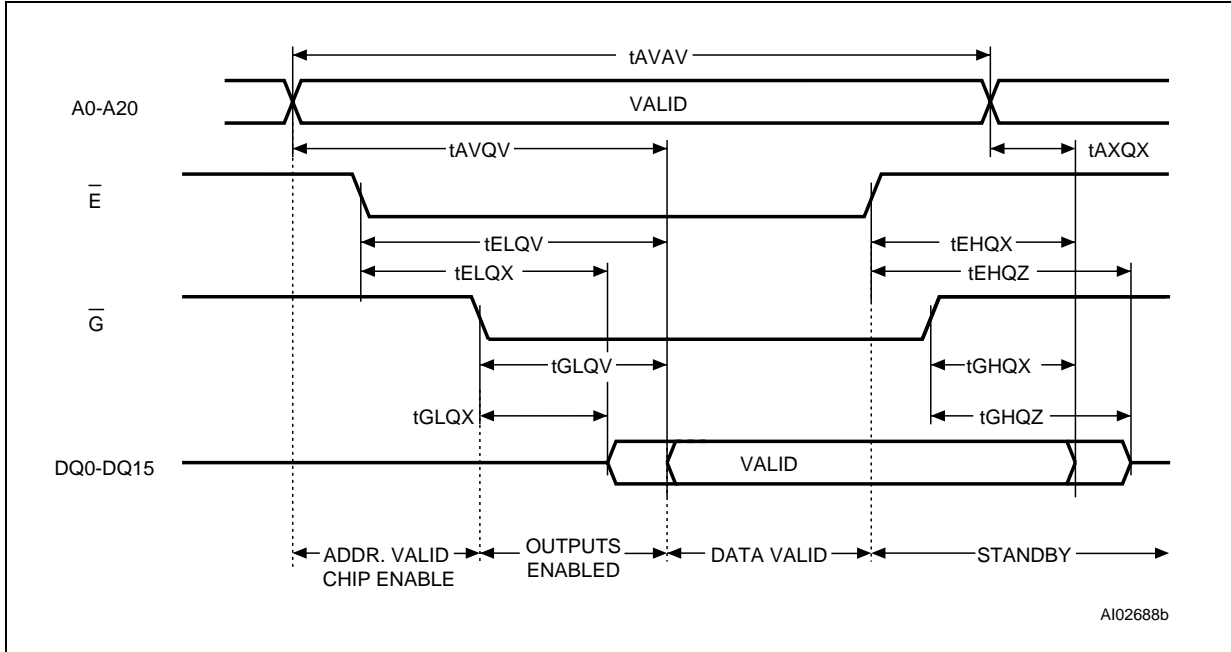 tAVAV
A0-A20
VALID
tAVQV
tAXQX
E
tELQV
tEHQX
tELQX
tEHQZ
G
tGLQV
tGHQX
tGLQX
tGHQZ
DQ0-DQ15
VALID
ADDR. VALID
CHIP ENABLE
OUTPUTS
ENABLED
DATA VALID
STANDBY
AI02688b